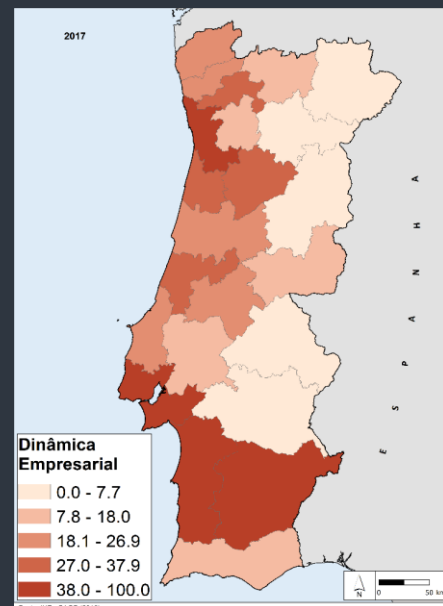 2017
ESPANHA
Dinâmica
Empresarial
0.0 - 7.7
7.8 - 18.0
18.1 - 26.9
27.0 - 37.9
38.0 - 100.0
N
0
50 km